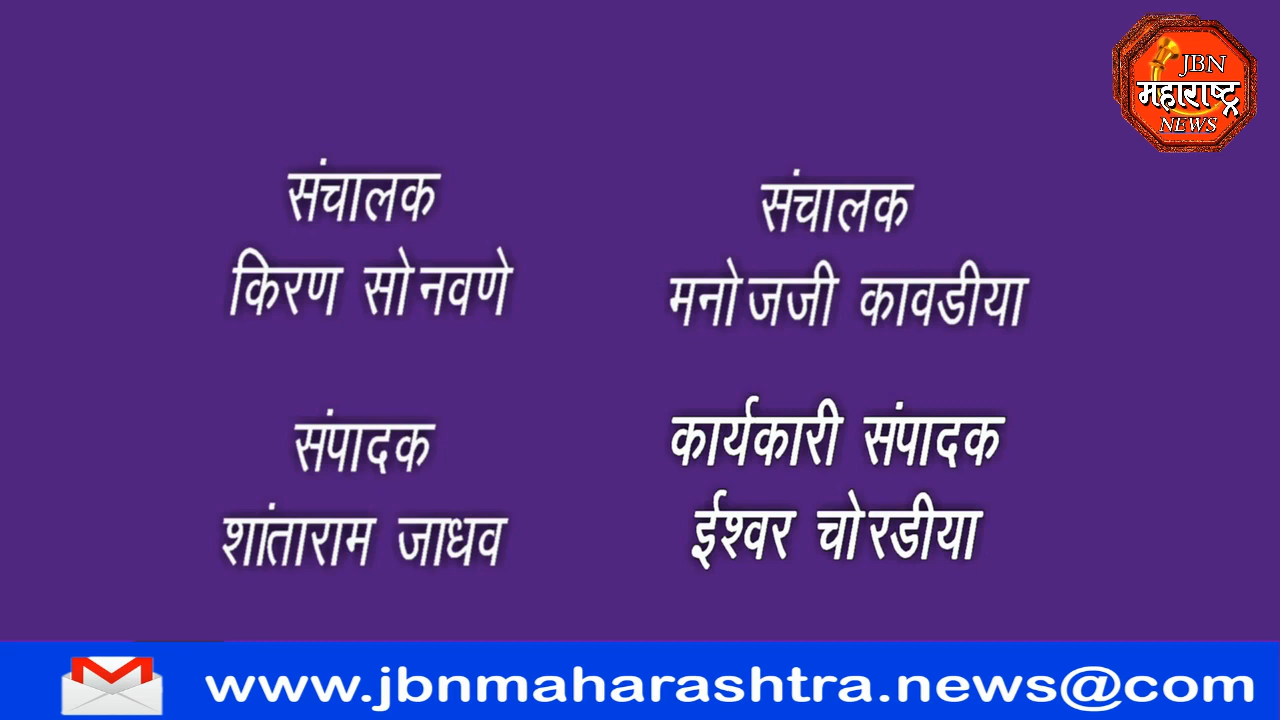 JBN
महाराष्ट्र
NEWS
संचालक
किरण सोनवणे
संचालक
मनोजजी कावडीया
संपादक
शांताराम जाधव
कार्यकारी संपादक
ईश्वर चोरडीया
www.jbnmaharashtra.news@com